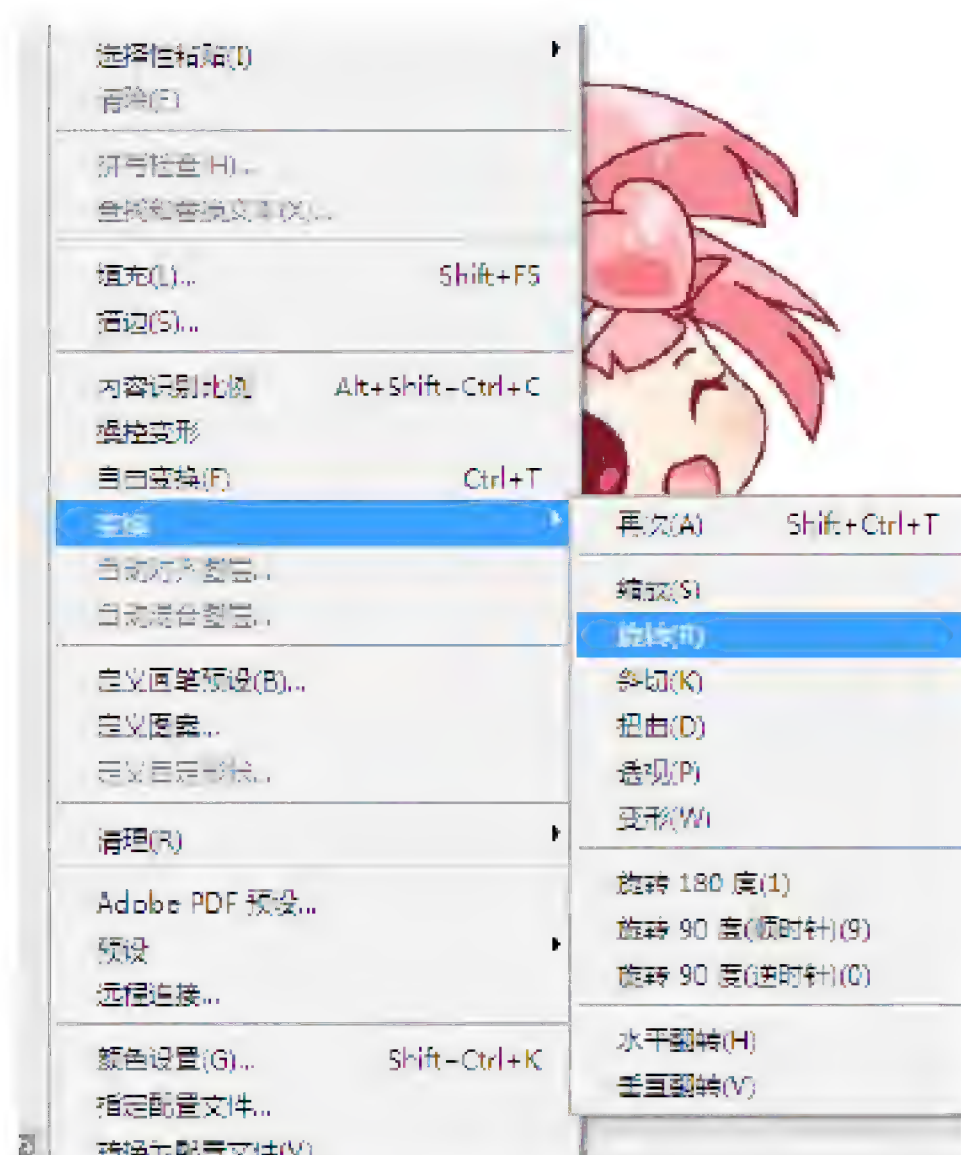 选择性粘贴(I)
清除(E)
拼写检查(H)...
查找和替换文本(X)...
填充(L)... Shift+F5
描边(S)...
内容识别比例 Alt+Shift+Ctrl+C
操控变形
自由变换(F) Ctrl+T
变换
自动对齐图层...
自动混合图层...
定义画笔预设(B)...
定义图案...
定义自定形状...
清理(R)
Adobe PDF 预设...
预设
远程连接...
颜色设置(G)... Shift+Ctrl+K
指定配置文件...
转换为配置文件(V)
再次(A) Shift+Ctrl+T
缩放(S)
旋转(R)
斜切(K)
扭曲(D)
透视(P)
变形(W)
旋转 180 度(1)
旋转 90 度(顺时针)(9)
旋转 90 度(逆时针)(0)
水平翻转(H)
垂直翻转(V)